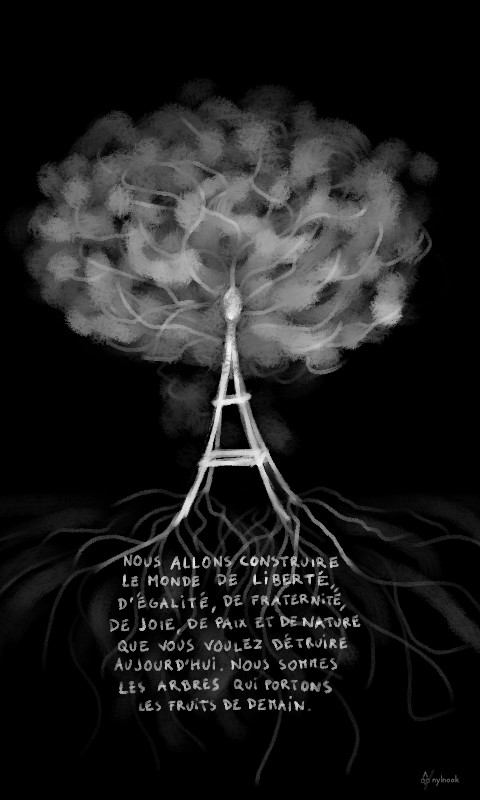 NOUS ALLONS CONSTRUIRE
LE MONDE DE LIBERTÉ,
D'ÉGALITÉ, DE FRATERNITÉ,
DE JOIE, DE PAIX ET DE NATURE
QUE VOUS VOULEZ DÉTRUIRE
AUJOURD'HUI. NOUS SOMMES
LES ARBRES QUI PORTONS
LES FRUITS DE DEMAIN.
nylnook